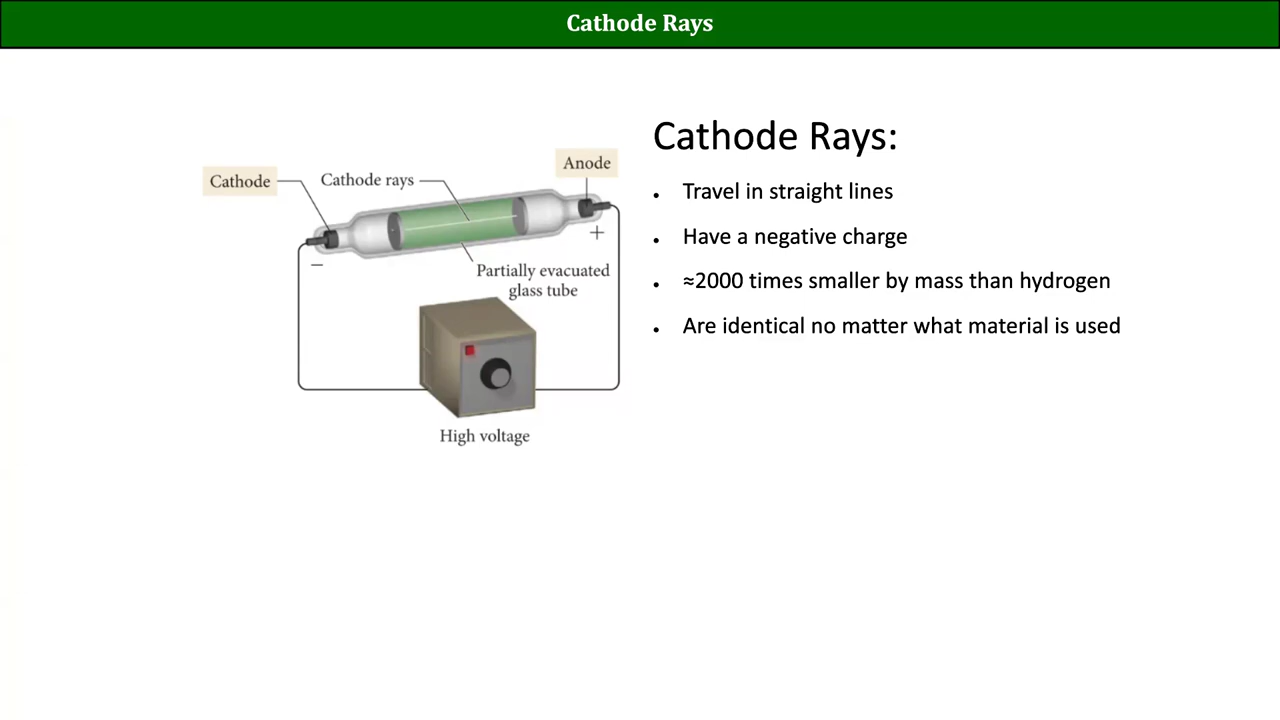 Cathode Rays
Cathode Rays:
• Travel in straight lines
• Have a negative charge
• ≈2000 times smaller by mass than hydrogen
• Are identical no matter what material is used
Anode
Cathode
Cathode rays
+
−
Partially evacuated
glass tube
High voltage